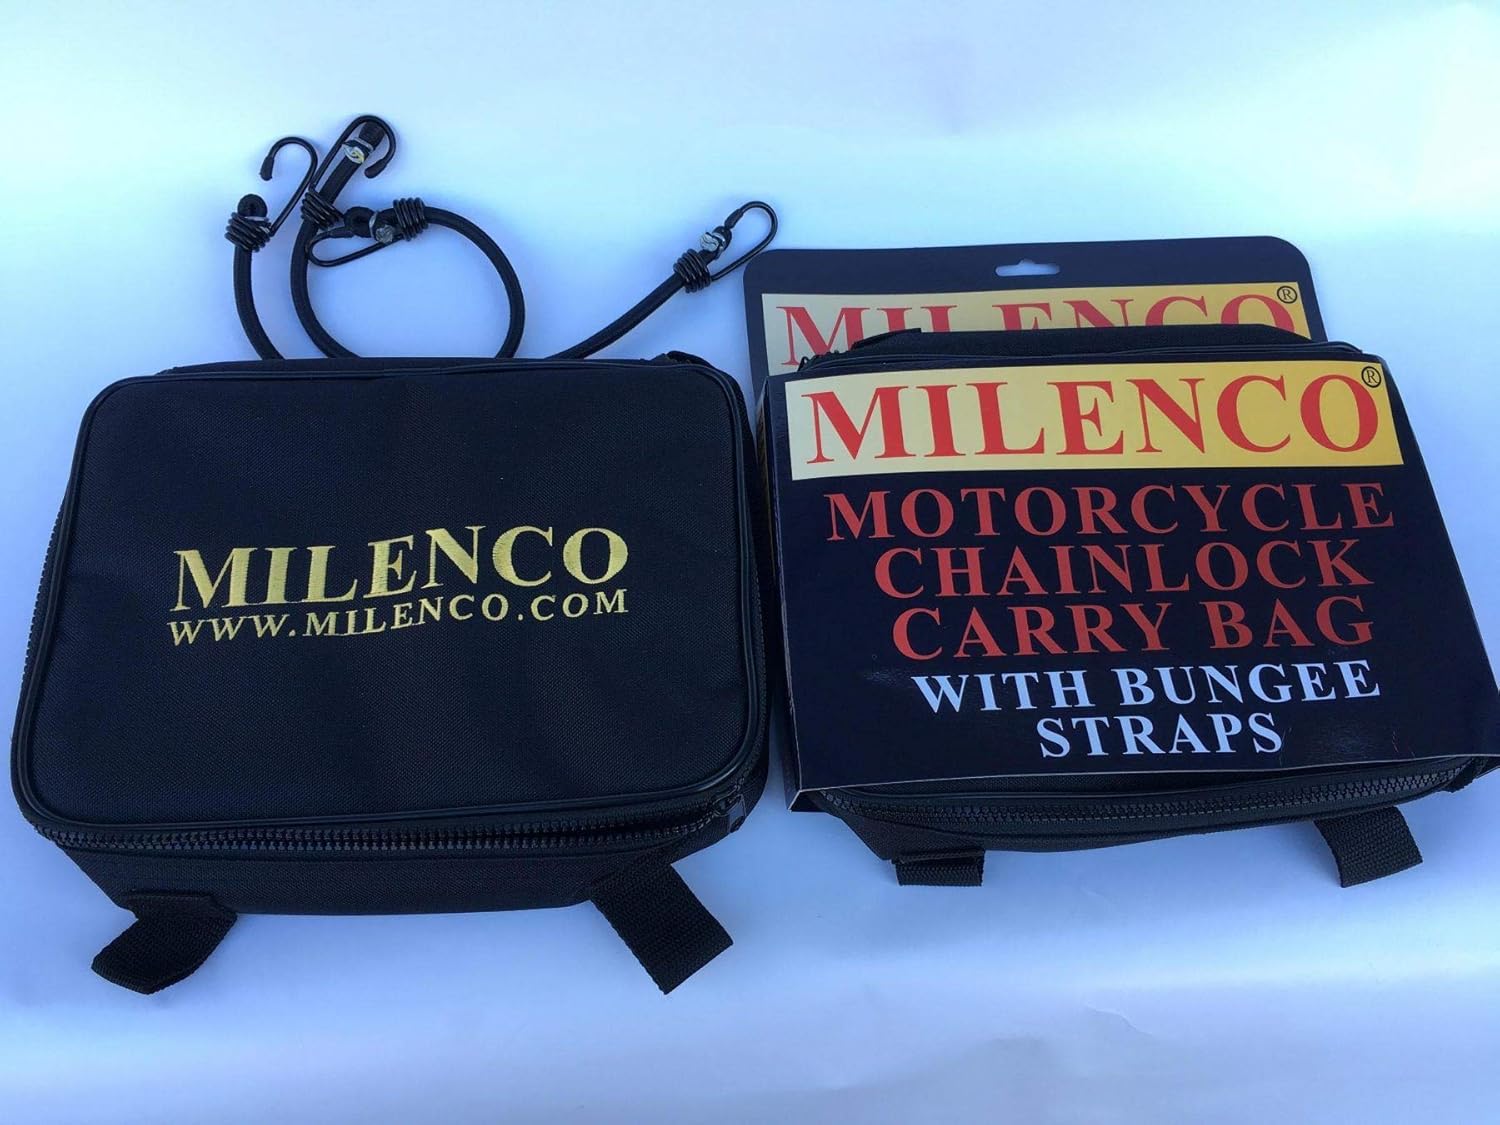 MILENCO
WWW.MILENCO.COM
MILENCO®
MILENCO®
MOTORCYCLE
CHAINLOCK
CARRY BAG
WITH BUNGEE
STRAPS